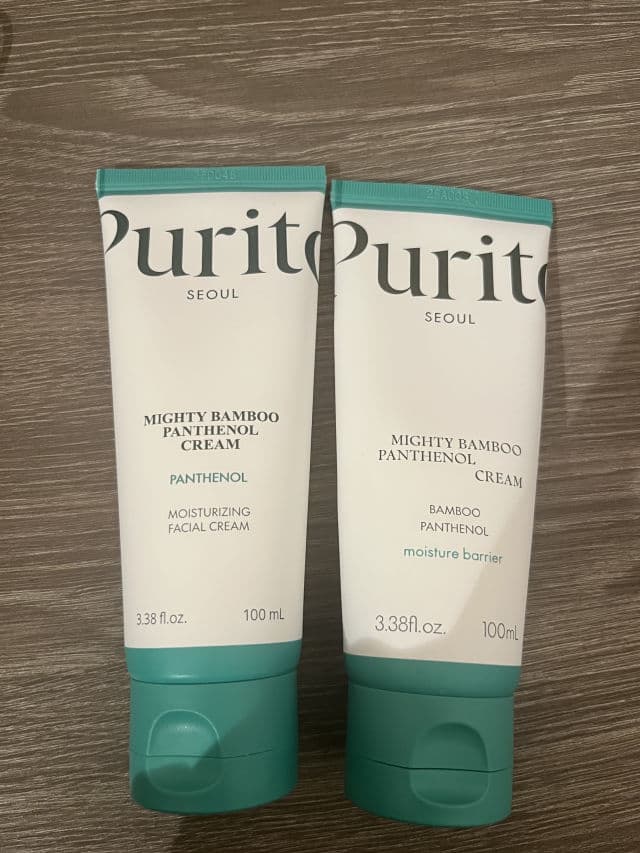 Purito
SEOUL
MIGHTY BAMBOO
PANTHENOL
CREAM
PANTHENOL
MOISTURIZING
FACIAL CREAM
3.38 fl.oz. 100 mL
Purito
SEOUL
MIGHTY BAMBOO
PANTHENOL
CREAM
BAMBOO
PANTHENOL
moisture barrier
3.38fl.oz. 100mL